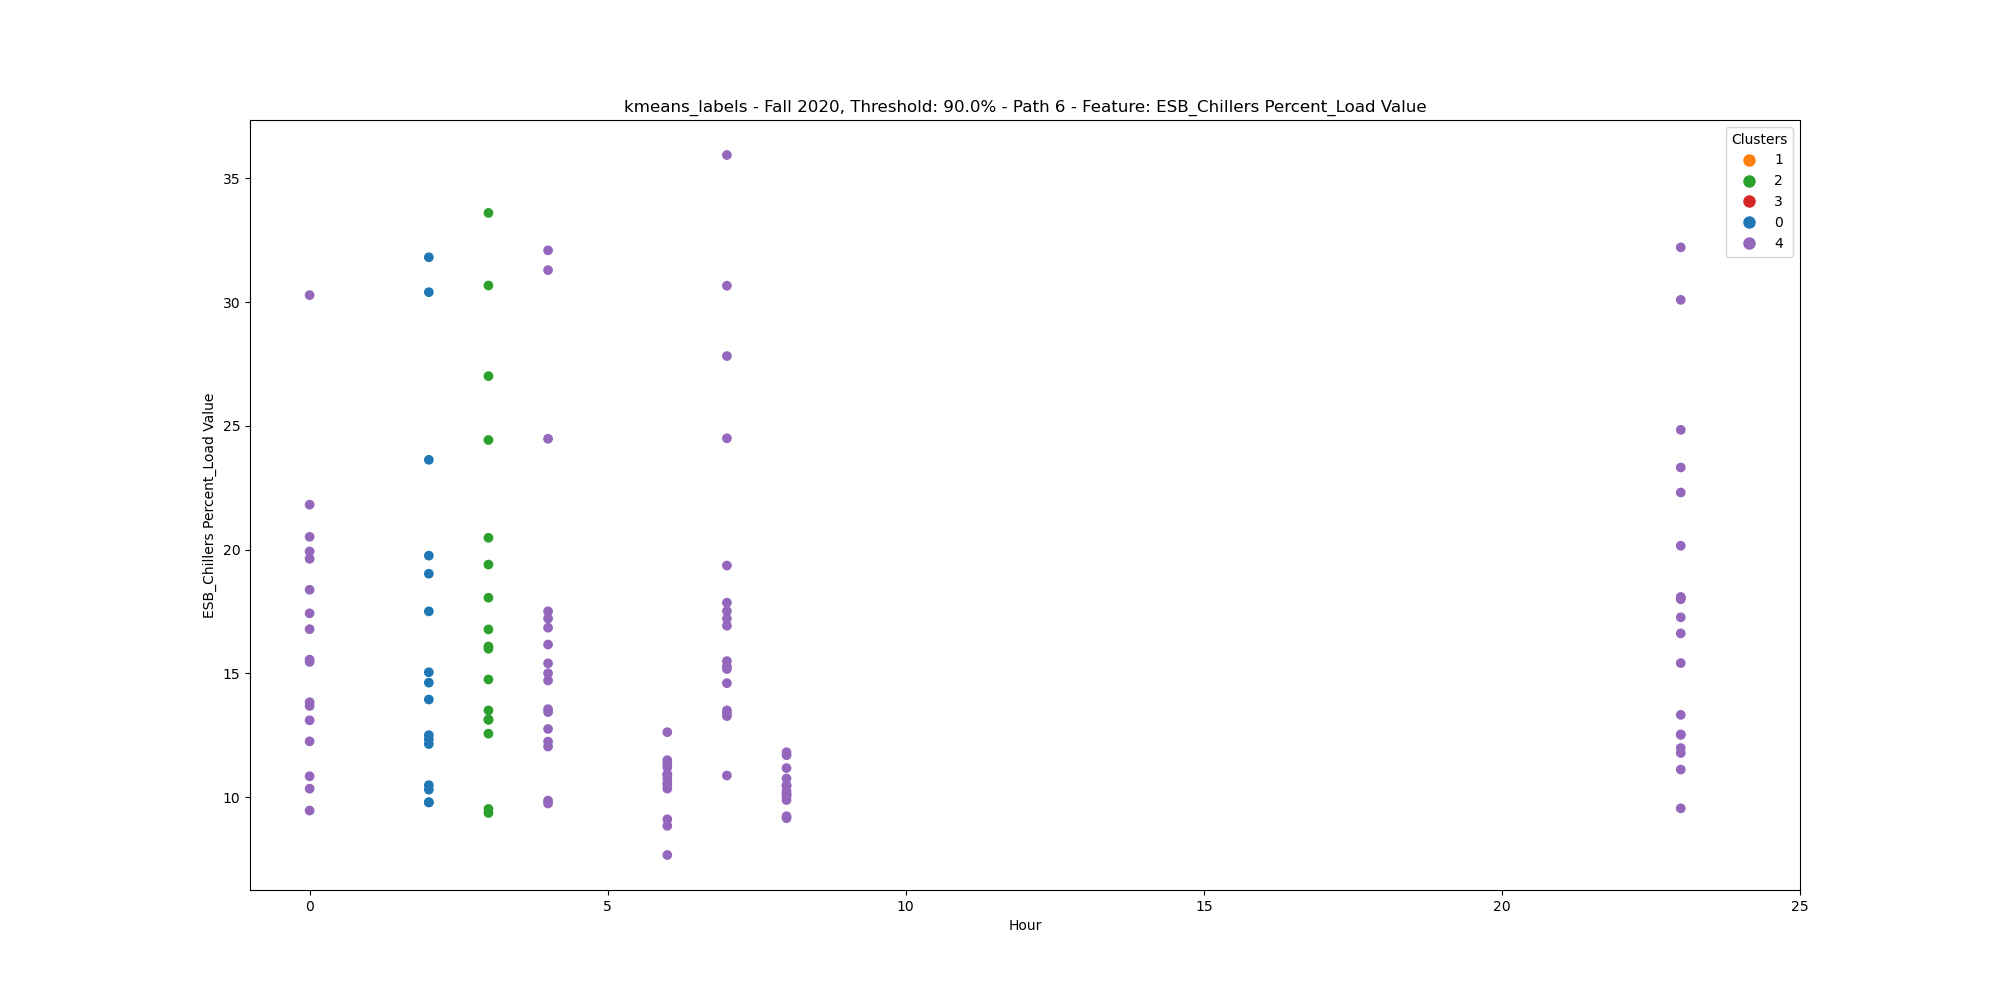 kmeans_labels - Fall 2020, Threshold: 90.0% - Path 6 - Feature: ESB_Chillers Percent_Load Value
Clusters
1
2
3
0
4
ESB_Chillers Percent_Load Value
35
30
25
20
15
10
0 5 10 15 20 25
Hour